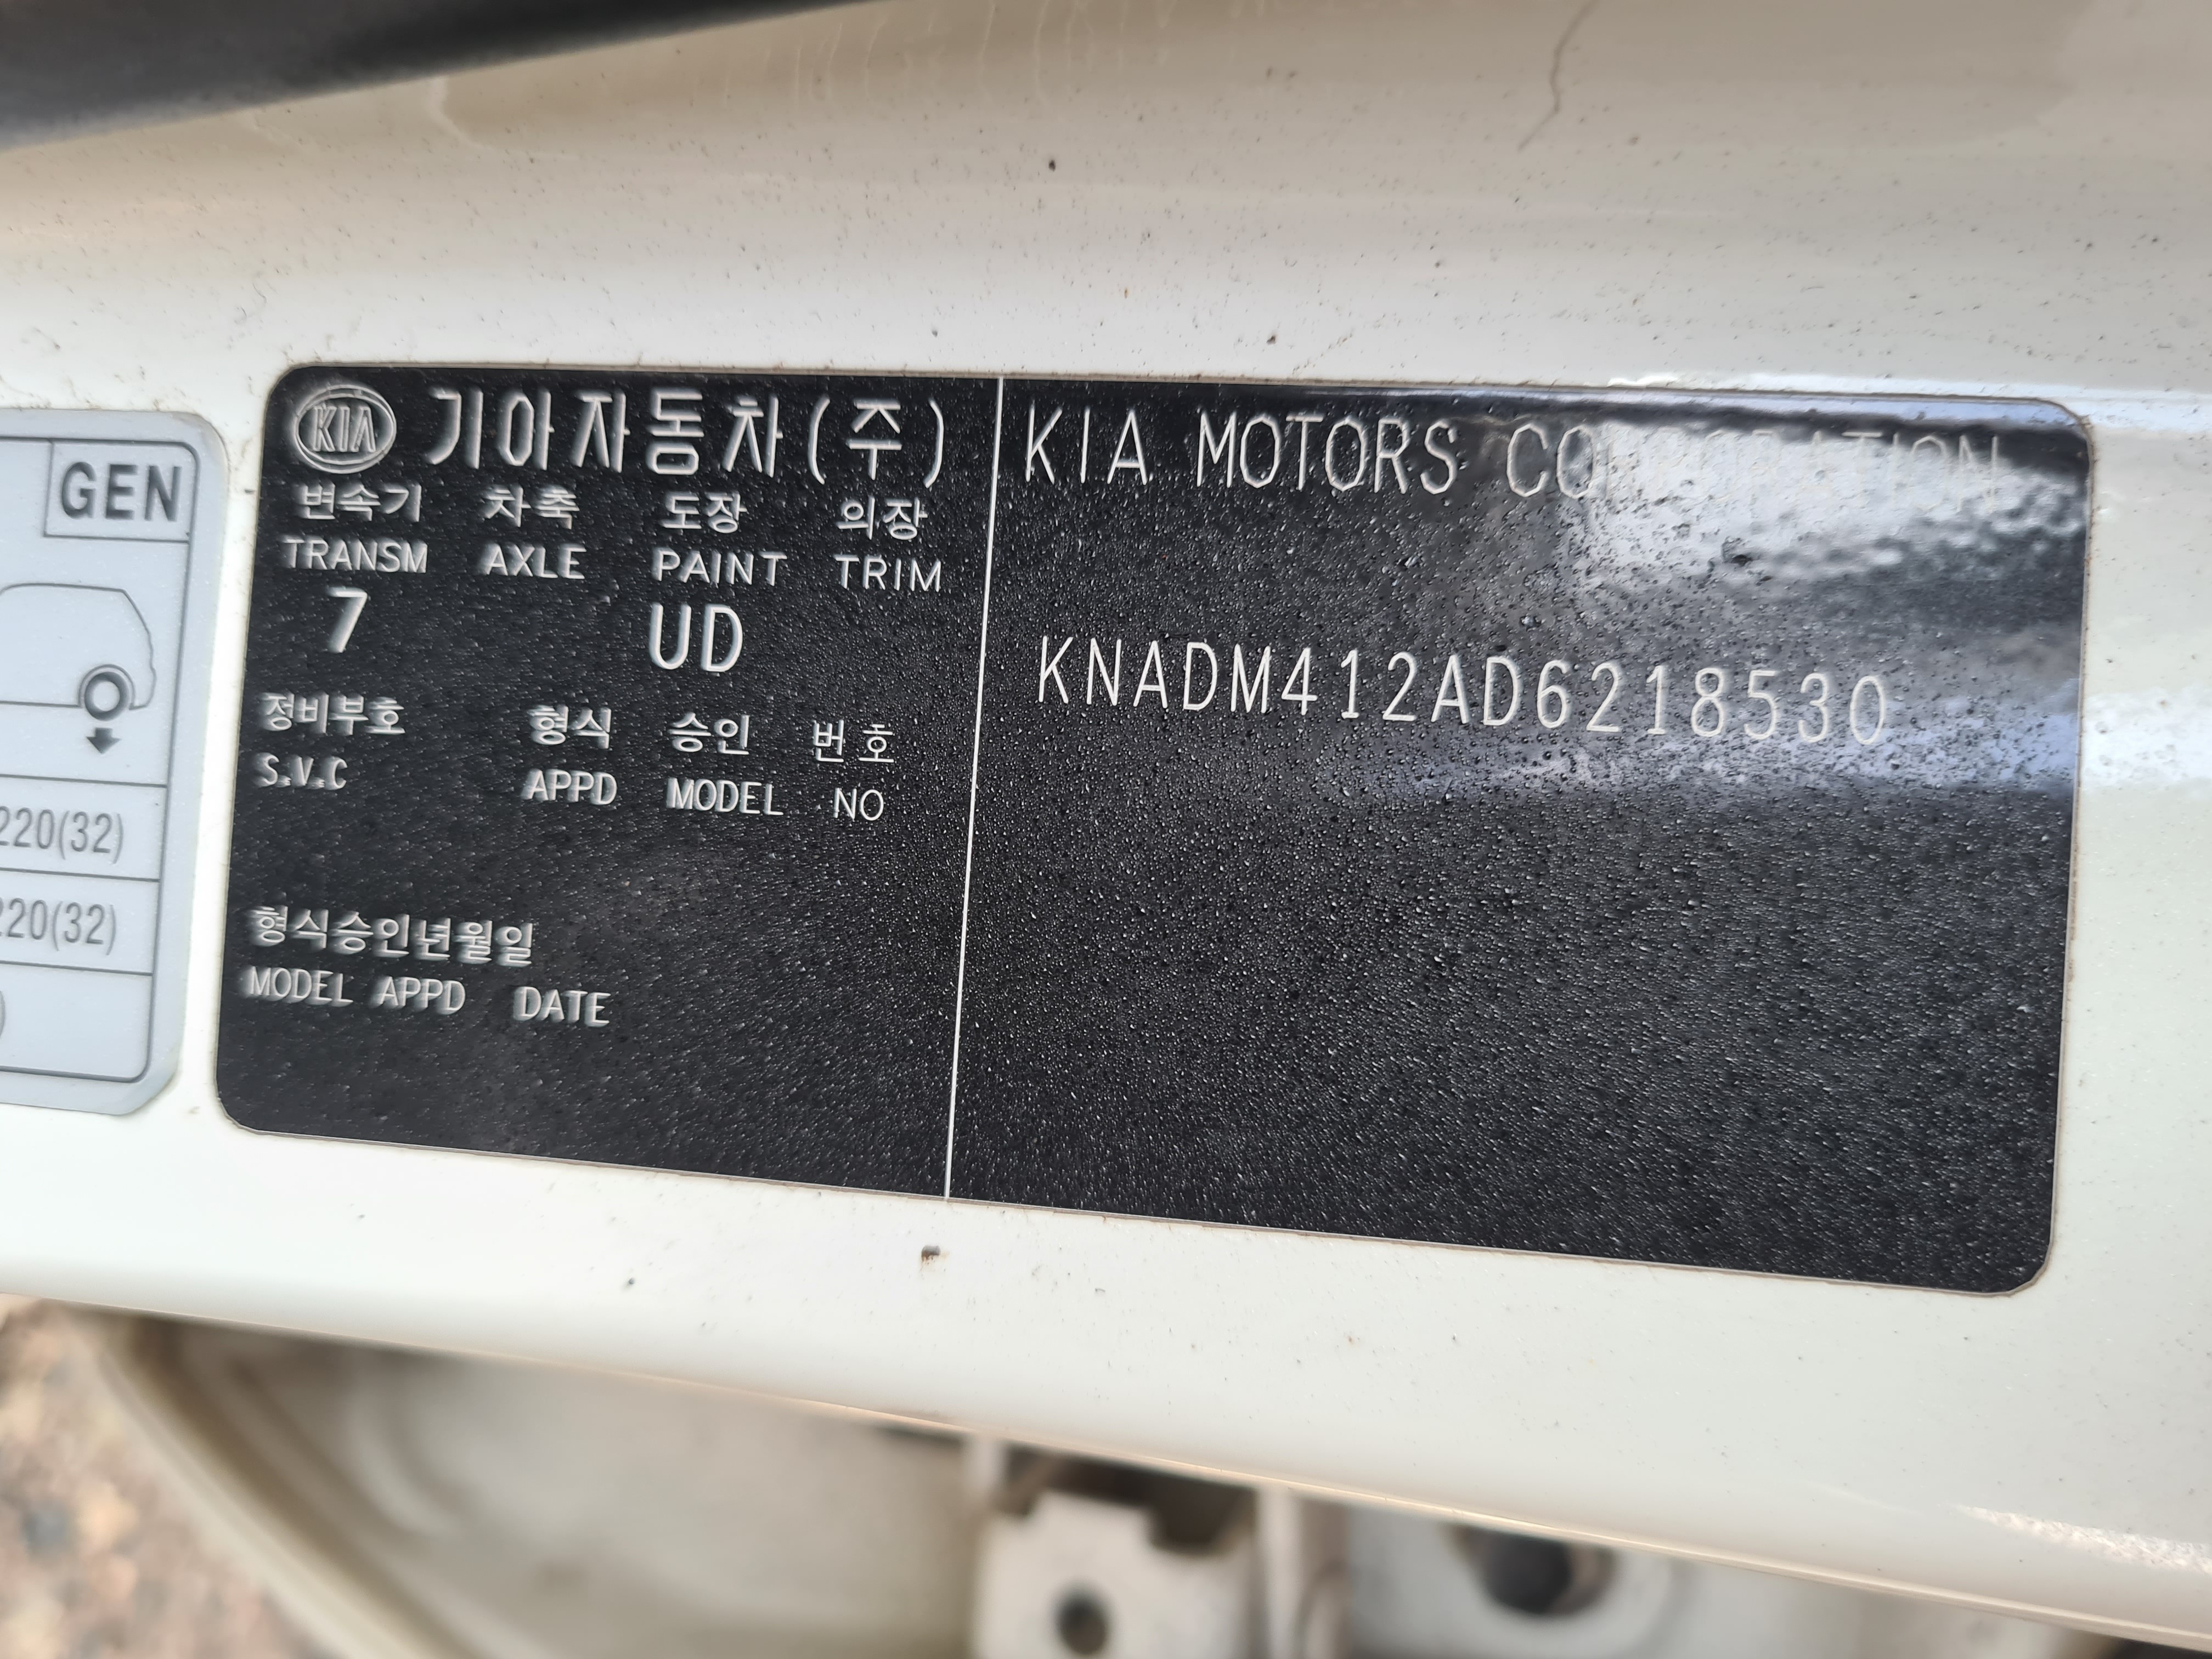 GEN
220(32)
220(32)
KIA 기아자동차(주)
변속기 차축 도장 의장
TRANSM AXLE PAINT TRIM
7 UD
정비부호 형식 승인 번호
S.V.C APPD MODEL NO
형식승인년월일
MODEL APPD DATE
KIA MOTORS CORPORATION
KNADM412AD6218530